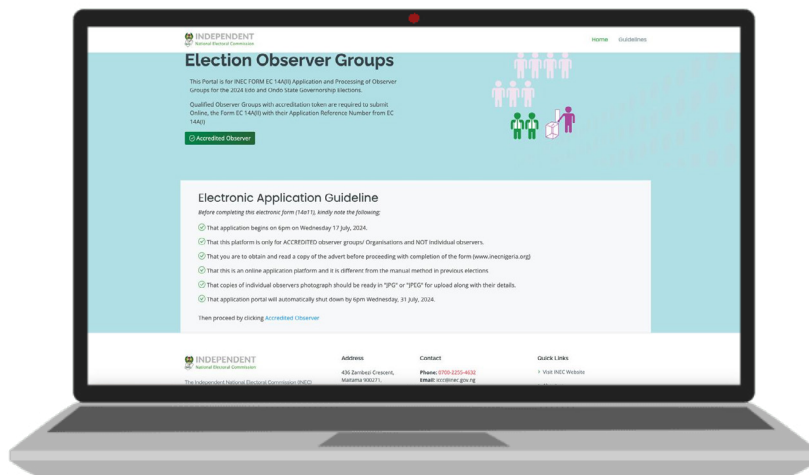 INDEPENDENT
National Electoral Commission
Home
Guidelines
Election Observer Groups
This Portal is for INEC FORM EC 14A(II) Application and Processing of Observer
Groups for the 2024 Edo and Ondo State Governorship Elections.
Qualified Observer Groups with accreditation token are required to submit
Online, the Form EC 14A(II) with their Application Reference Number from EC
14A(I)
Accredited Observer
Electronic Application Guideline
Before completing this electronic form (14a11), kindly note the following:
That application begins on 6pm on Wednesday 17 July, 2024.
That this platform is only for ACCREDITED observer groups/ Organisations and NOT Individual observers.
That you are to obtain and read a copy of the advert before proceeding with completion of the form (www.inecnigeria.org)
That this is an online application platform and it is different from the manual method in previous elections
That copies of individual observers photograph should be ready in "JPG" or "JPEG" for upload along with their details.
That application portal will automatically shut down by 6pm Wednesday, 31 July, 2024.
Then proceed by clicking Accredited Observer
INDEPENDENT
National Electoral Commission
The Independent National Electoral Commission (INEC)
Address
436 Zambezi Crescent,
Maitama 900271,
Contact
Phone: 0700-2255-4632
Email: iccc@inec.gov.ng
Quick Links
Visit INEC Website